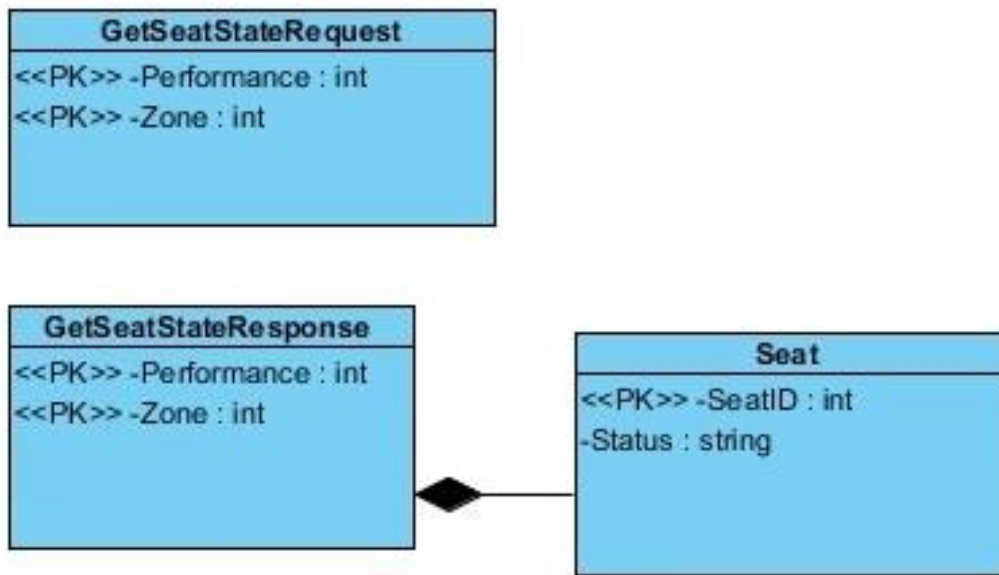 GetSeatStateRequest
<<PK>> -Performance : int
<<PK>> -Zone : int
GetSeatStateResponse
<<PK>> -Performance : int
<<PK>> -Zone : int
Seat
<<PK>> -SeatID : int
-Status : string